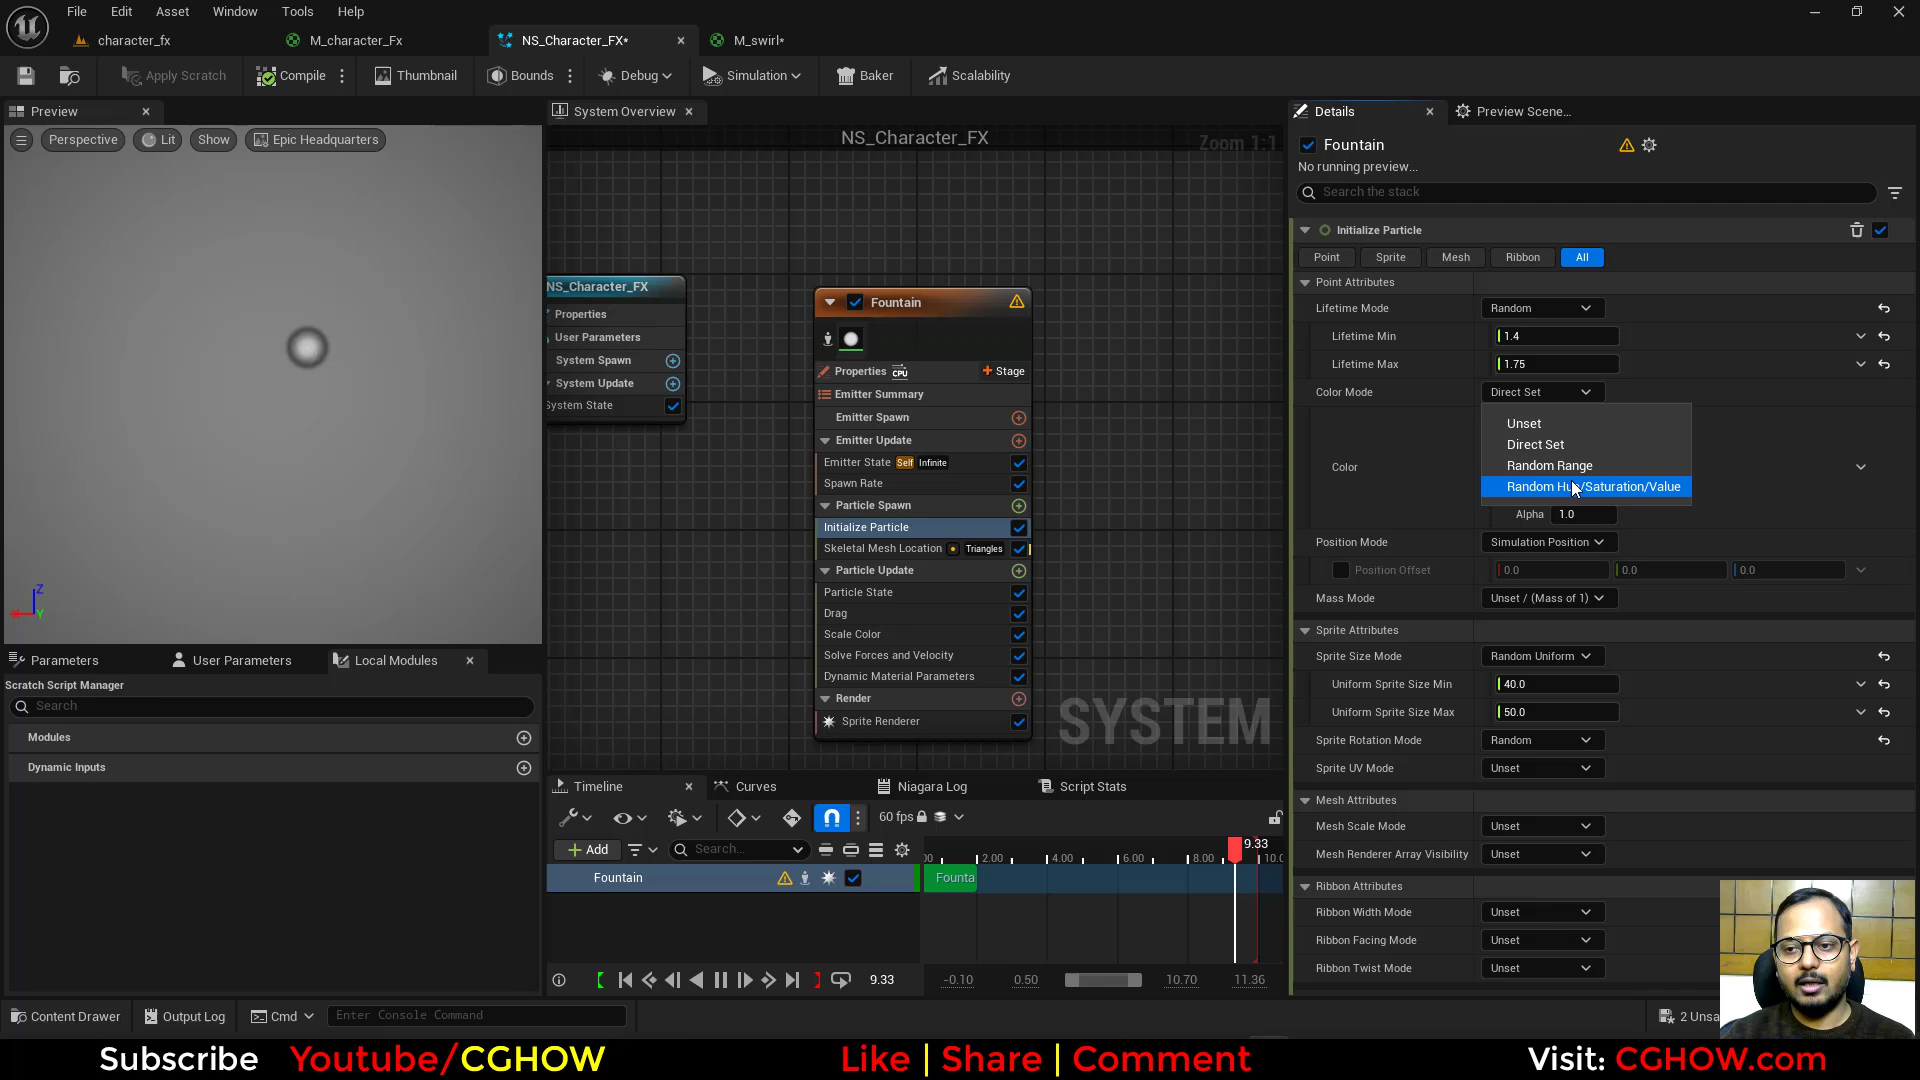 File Edit Asset Window Tools Help
character_fx M_character_Fx NS_Character_FX* M_swirl*
Apply Scratch Compile Thumbnail Bounds Debug Simulation Baker Scalability
Preview System Overview Details Preview Scene...
Perspective Lit Show Epic Headquarters
NS_Character_FX Zoom 1:1
Fountain
No running preview...
Search the stack
Initialize Particle
Point Sprite Mesh Ribbon All
Point Attributes
Lifetime Mode Random
Lifetime Min 1.4
Lifetime Max 1.75
Color Mode Direct Set
Unset
Direct Set
Random Range
Color
Random Hue/Saturation/Value
Alpha 1.0
Position Mode Simulation Position
Position Offset 0.0 0.0 0.0
Mass Mode Unset / (Mass of 1)
Sprite Attributes
Sprite Size Mode Random Uniform
Uniform Sprite Size Min 40.0
Uniform Sprite Size Max 50.0
Sprite Rotation Mode Random
Sprite UV Mode Unset
Mesh Attributes
Mesh Scale Mode Unset
Mesh Renderer Array Visibility Unset
Ribbon Attributes
Ribbon Width Mode Unset
Ribbon Facing Mode Unset
Ribbon Twist Mode Unset
NS_Character_FX
Properties
User Parameters
System Spawn
System Update
System State
Fountain
Properties CPU Stage
Emitter Summary
Emitter Spawn
Emitter Update
Emitter State Self Infinite
Spawn Rate
Particle Spawn
Initialize Particle
Skeletal Mesh Location Triangles
Particle Update
Particle State
Drag
Scale Color
Solve Forces and Velocity
Dynamic Material Parameters
Render
Sprite Renderer
SYSTEM
Z
X
Y
Parameters User Parameters Local Modules
Scratch Script Manager
Search
Modules
Dynamic Inputs
Timeline Curves Niagara Log Script Stats
60 fps
Add Search... 9.33
2.00 4.00 6.00 8.00 10.0
Fountain Founta
9.33 -0.10 0.50 10.70 11.36
Content Drawer Output Log Cmd Enter Console Command 2 Unsa
Subscribe Youtube/CGHOW Like | Share | Comment Visit: CGHOW.com